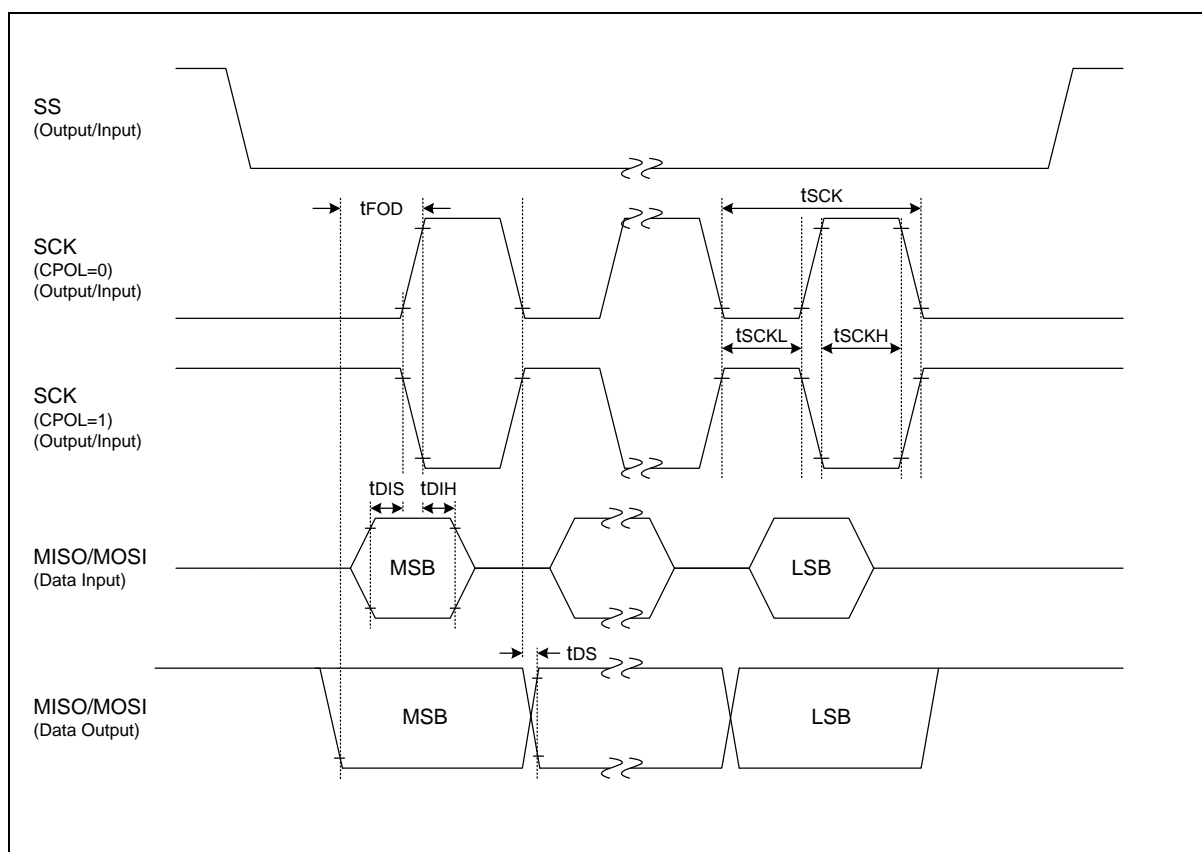 SS
(Output/Input)
tFOD
tSCK
SCK
(CPOL=0)
(Output/Input)
tSCKL
tSCKH
SCK
(CPOL=1)
(Output/Input)
tDIS
tDIH
MISO/MOSI
(Data Input)
MSB
LSB
tDS
MISO/MOSI
(Data Output)
MSB
LSB